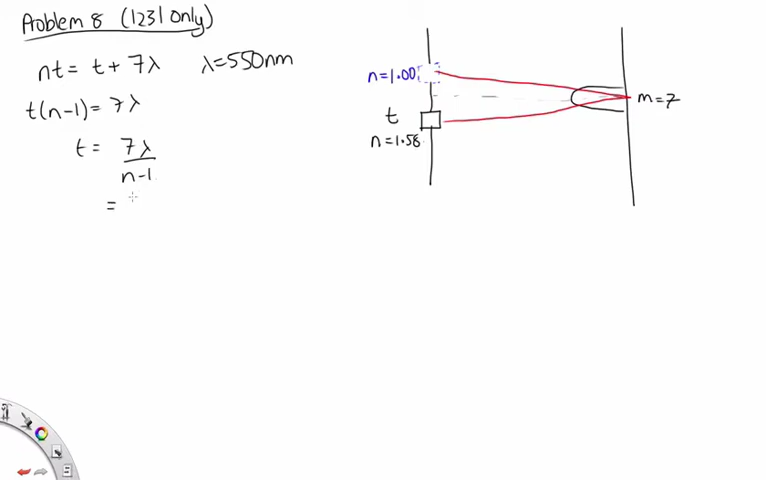 Problem 8 (1231 only)
nt = t + 7λ   λ = 550nm
t(n-1) = 7λ
t = 7λ
n-1
=
n=1.00
t
n=1.58
m=7